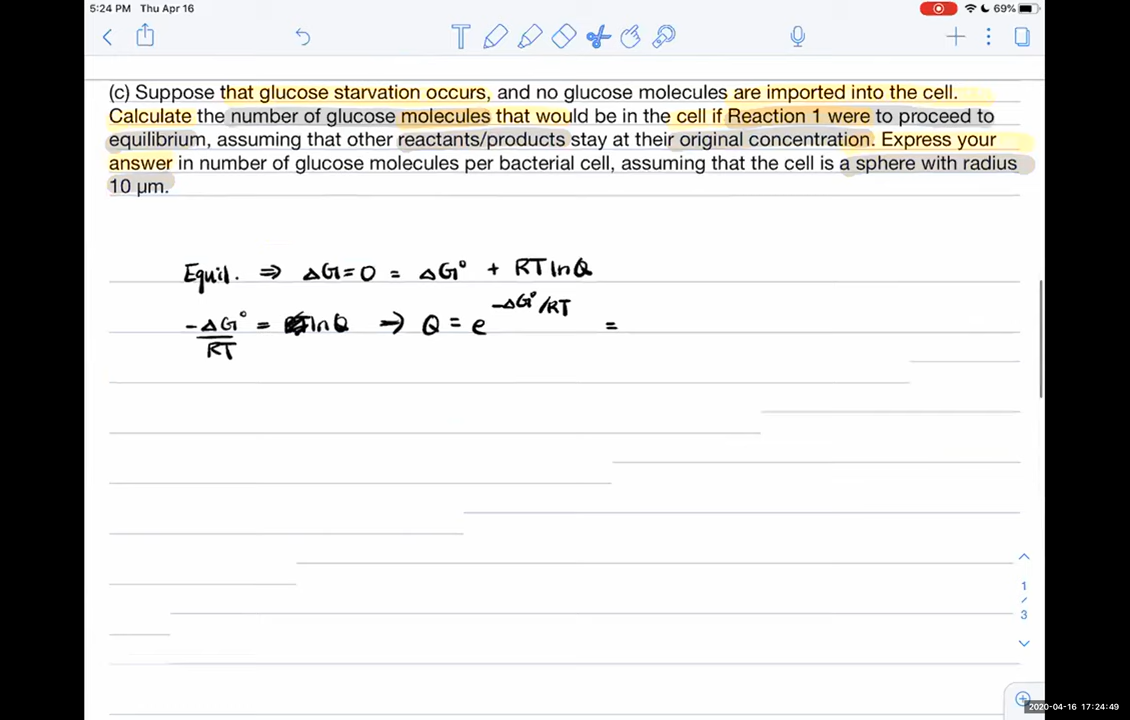 5:24 PM Thu Apr 16
69%
(c) Suppose that glucose starvation occurs, and no glucose molecules are imported into the cell.
Calculate the number of glucose molecules that would be in the cell if Reaction 1 were to proceed to
equilibrium, assuming that other reactants/products stay at their original concentration. Express your
answer in number of glucose molecules per bacterial cell, assuming that the cell is a sphere with radius
10 µm.
Equil. ⇒ ΔG=0 = ΔG° + RT ln Q
-ΔG°/RT = ln Q → Q = e^(-ΔG°/RT) =
1
/
3
2020-04-16 17:24:49